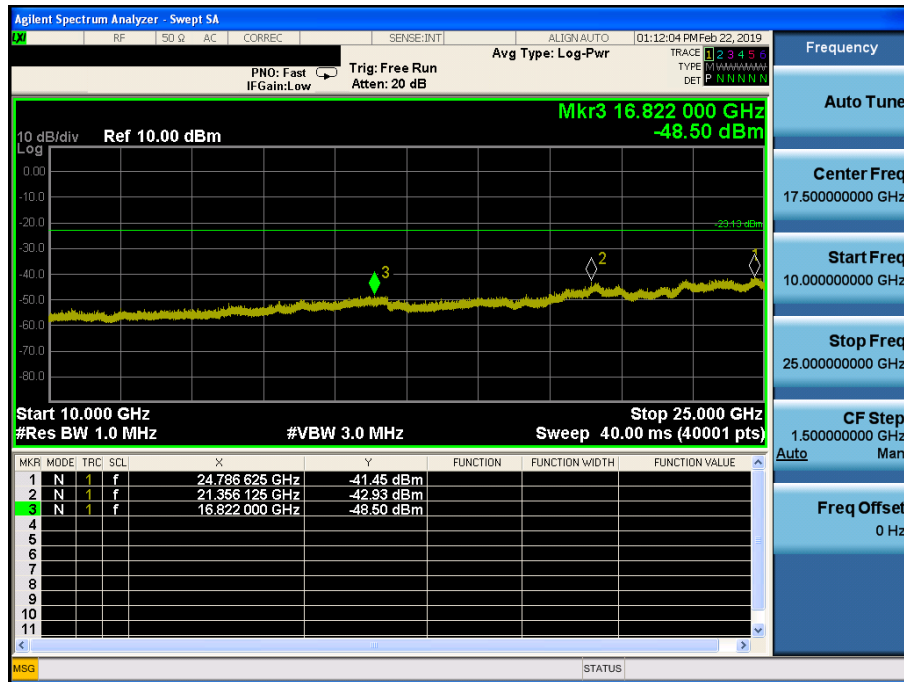 Agilent Spectrum Analyzer - Swept SA
LXI RF 50 Ω AC CORREC SENSE:INT ALIGN AUTO 01:12:04 PM Feb 22, 2019
Avg Type: Log-Pwr TRACE 1 2 3 4 5 6
PNO: Fast Trig: Free Run TYPE M W W W W W
IFGain:Low Atten: 20 dB DET P N N N N N
Mkr3 16.822 000 GHz
-48.50 dBm
10 dB/div Ref 10.00 dBm
Log
0.00
-10.0
-20.0
-23.13 dBm
-30.0
-40.0
-50.0
-60.0
-70.0
-80.0
1
2
3
Start 10.000 GHz Stop 25.000 GHz
#Res BW 1.0 MHz #VBW 3.0 MHz Sweep 40.00 ms (40001 pts)
MKR MODE TRC SCL X Y FUNCTION FUNCTION WIDTH FUNCTION VALUE
1 N 1 f 24.786 625 GHz -41.45 dBm
2 N 1 f 21.356 125 GHz -42.93 dBm
3 N 1 f 16.822 000 GHz -48.50 dBm
4
5
6
7
8
9
10
11
MSG STATUS
Frequency
Auto Tune
Center Freq
17.500000000 GHz
Start Freq
10.000000000 GHz
Stop Freq
25.000000000 GHz
CF Step
1.500000000 GHz
Auto Man
Freq Offset
0 Hz